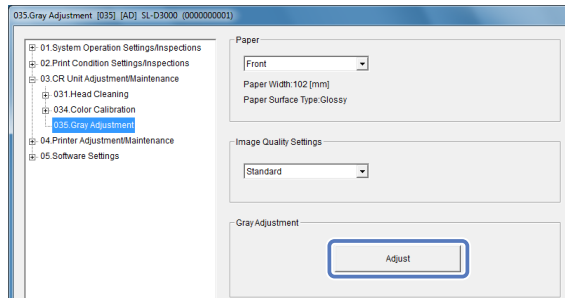 035.Gray Adjustment [035] [AD] SL-D3000 (0000000001)
01.System Operation Settings/Inspections
02.Print Condition Settings/Inspections
03.CR Unit Adjustment/Maintenance
031.Head Cleaning
034.Color Calibration
035.Gray Adjustment
04.Printer Adjustment/Maintenance
05.Software Settings
Paper
Front
Paper Width:102 [mm]
Paper Surface Type:Glossy
Image Quality Settings
Standard
Gray Adjustment
Adjust